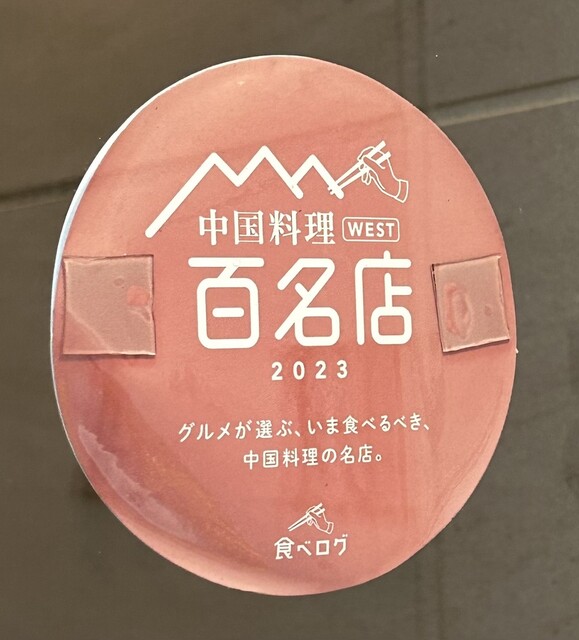 中国料理 WEST
百名店
2023
グルメが選ぶ、いま食べるべき、
中国料理の名店。
食べログ